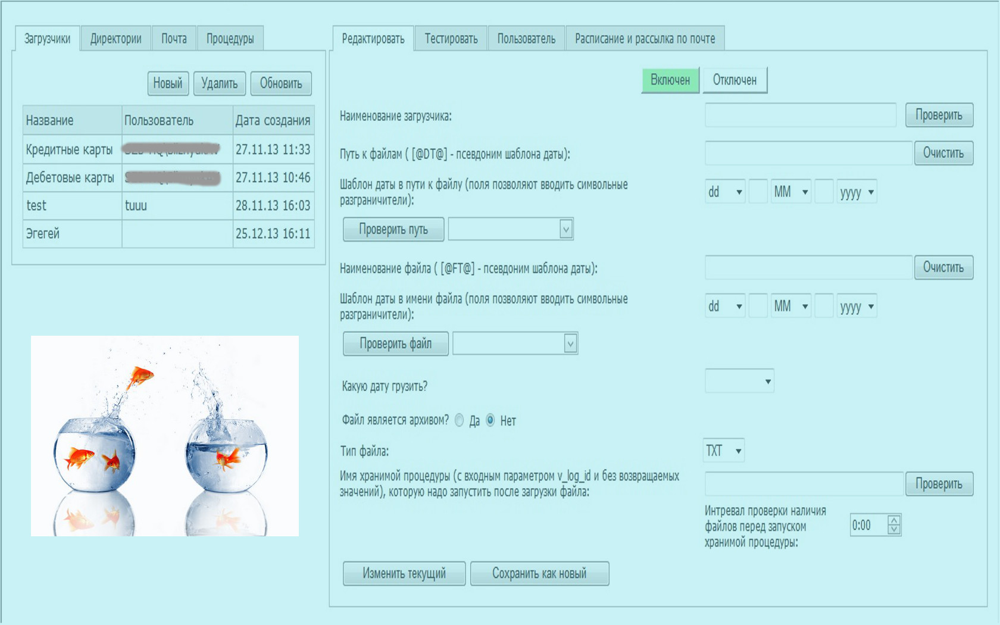 Загрузчики Директории Почта Процедуры
Новый Удалить Обновить
Название Пользователь Дата создания
Кредитные карты 27.11.13 11:33
Дебетовые карты 27.11.13 10:46
test tuuu 28.11.13 16:03
Эгегей 25.12.13 16:11
Редактировать Тестировать Пользователь Расписание и рассылка по почте
Включен Отключен
Наименование загрузчика: Проверить
Путь к файлам ( [@DT@] - псевдоним шаблона даты): Очистить
Шаблон даты в пути к файлу (поля позволяют вводить символьные
разграничители):
dd MM yyyy
Проверить путь
Наименование файла ( [@FT@] - псевдоним шаблона даты): Очистить
Шаблон даты в имени файла (поля позволяют вводить символьные
разграничители):
dd MM yyyy
Проверить файл
Какую дату грузить?
Файл является архивом? Да Нет
Тип файла: TXT
Имя хранимой процедуры (с входным параметром v_log_id и без возвращаемых
значений), которую надо запустить после загрузки файла:
Проверить
Интревал проверки наличия
файлов перед запуском
хранимой процедуры:
0:00
Изменить текущий Сохранить как новый